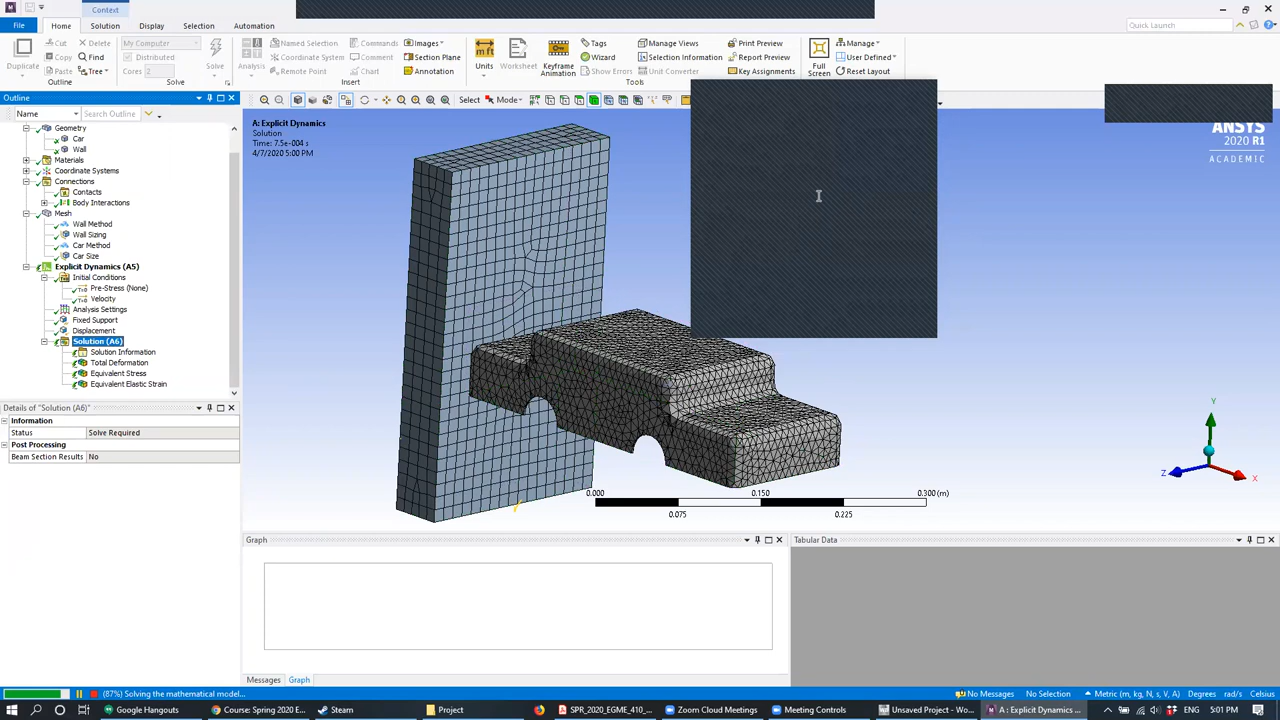 Context
File
Home
Solution
Display
Selection
Automation
Quick Launch
Duplicate
Cut
Delete
Copy
Find
Paste
Tree
Outline
My Computer
Distributed
Cores
2
Solve
Solve
Analysis
Named Selection
Coordinate System
Remote Point
Commands
Comment
Chart
Images
Section Plane
Annotation
Insert
Units
Worksheet
Keyframe
Animation
Tags
Wizard
Show Errors
Manage Views
Selection Information
Unit Converter
Print Preview
Report Preview
Key Assignments
Tools
Full
Screen
Manage
User Defined
Reset Layout
Outline
Name
Search Outline
Select
Mode
Geometry
Car
Wall
Materials
Coordinate Systems
Connections
Contacts
Body Interactions
Mesh
Wall Method
Wall Sizing
Car Method
Car Size
Explicit Dynamics (A5)
Initial Conditions
Pre-Stress (None)
Velocity
Analysis Settings
Fixed Support
Displacement
Solution (A6)
Solution Information
Total Deformation
Equivalent Stress
Equivalent Elastic Strain
Details of "Solution (A6)"
Information
Status Solve Required
Post Processing
Beam Section Results No
A: Explicit Dynamics
Solution
Time: 7.5e-004 s
4/7/2020 5:00 PM
ANSYS
2020 R1
ACADEMIC
Y
Z
X
0.000 0.150 0.300 (m)
0.075 0.225
Graph
Tabular Data
Messages Graph
(87%) Solving the mathematical model...
No Messages
No Selection
Metric (m, kg, N, s, V, A)
Degrees
rad/s
Celsius
Google Hangouts
Course: Spring 2020...
Steam
Project
SPR_2020_EGME_410_...
Zoom Cloud Meetings
Meeting Controls
Unsaved Project - Wo...
A : Explicit Dynamics ...
ENG
5:01 PM